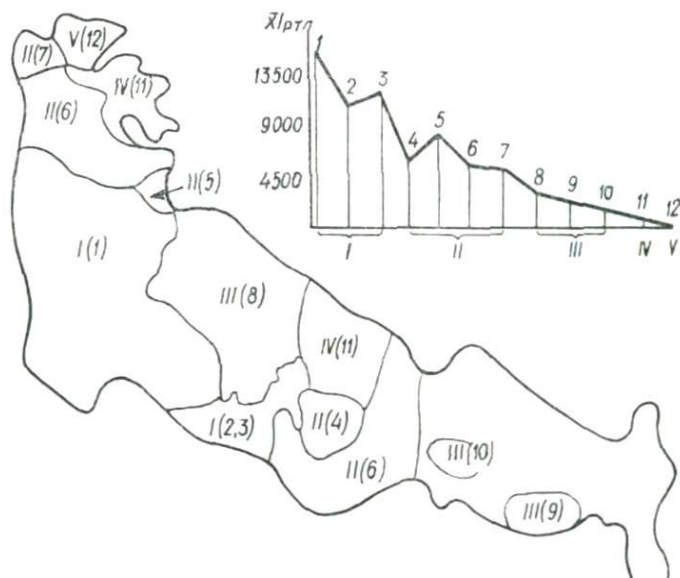 x̄Iртл
13500
9000
4500
1
2
3
4
5
6
7
8
9
10
11
12
I
II
III
IV
V
V(12)
II(7)
IV(11)
II(6)
II(5)
I(1)
III(8)
IV(11)
I(2,3)
II(4)
II(6)
III(10)
III(9)